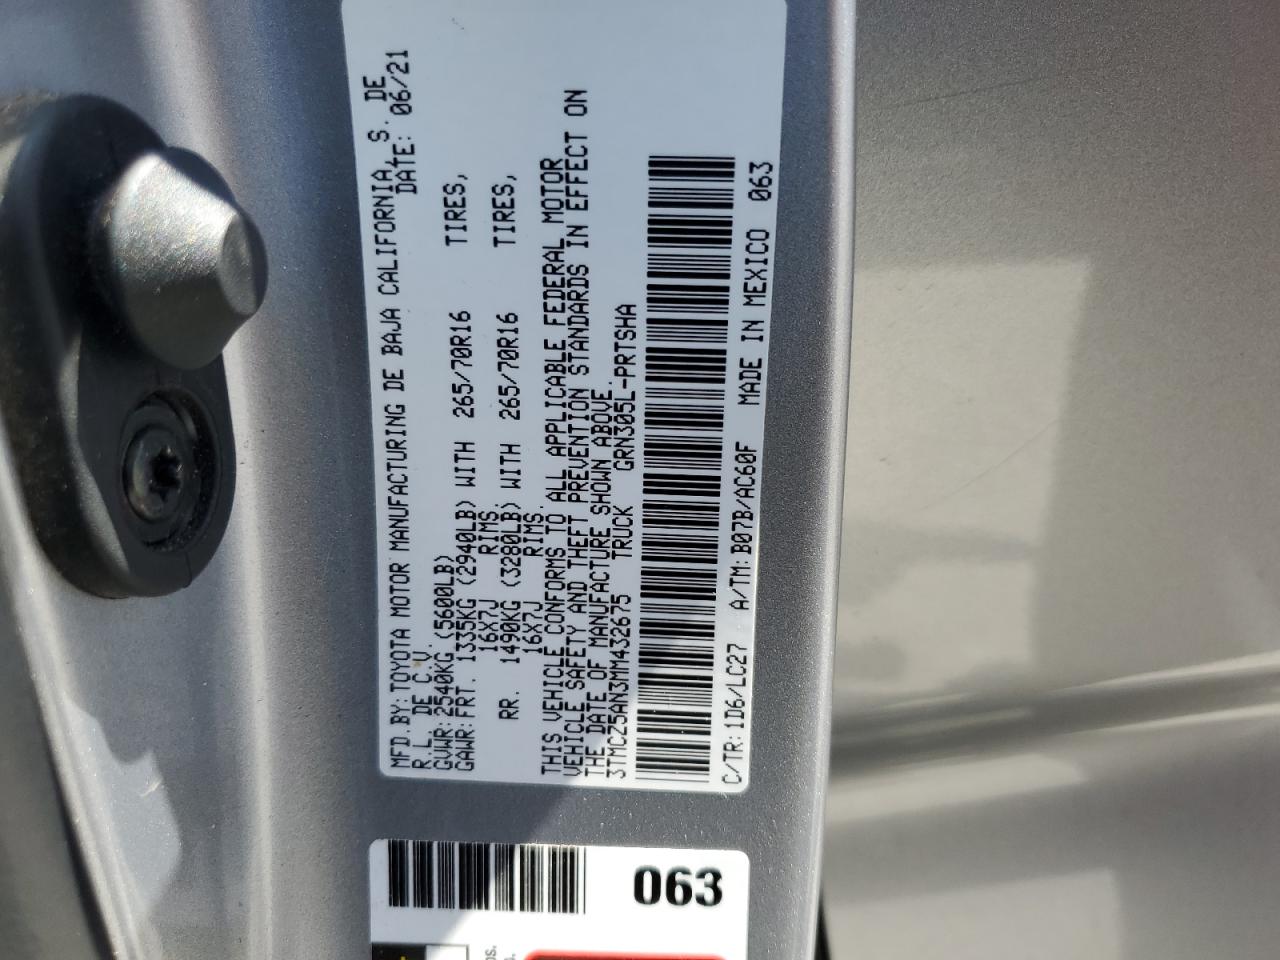 MFD.BY: TOYOTA MOTOR MANUFACTURING DE BAJA CALIFORNIA, S. DE
R.L. DE C.V. DATE: 06/21
GVWR: 2540KG (5600LB)
GAWR: FRT. 1335KG (2940LB) WITH 265/70R16 TIRES,
16X7J RIMS.
RR. 1490KG (3280LB) WITH 265/70R16 TIRES,
16X7J RIMS.
THIS VEHICLE CONFORMS TO ALL APPLICABLE FEDERAL MOTOR
VEHICLE SAFETY AND THEFT PREVENTION STANDARDS IN EFFECT ON
THE DATE OF MANUFACTURE SHOWN ABOVE.
3TMCZ5AN3MM432675 TRUCK GRN305L-PRTSHA
C/TR: 1D6/LC27 A/TM: B07B/AC60F MADE IN MEXICO 063
063